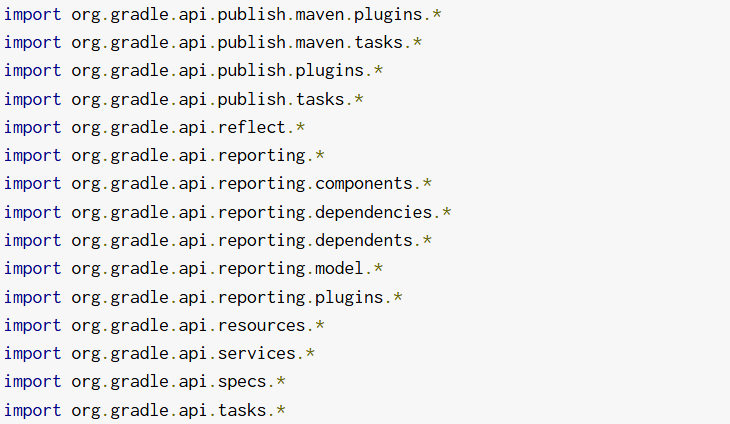 import org.gradle.api.publish.maven.plugins.*
import org.gradle.api.publish.maven.tasks.*
import org.gradle.api.publish.plugins.*
import org.gradle.api.publish.tasks.*
import org.gradle.api.reflect.*
import org.gradle.api.reporting.*
import org.gradle.api.reporting.components.*
import org.gradle.api.reporting.dependencies.*
import org.gradle.api.reporting.dependents.*
import org.gradle.api.reporting.model.*
import org.gradle.api.reporting.plugins.*
import org.gradle.api.resources.*
import org.gradle.api.services.*
import org.gradle.api.specs.*
import org.gradle.api.tasks.*